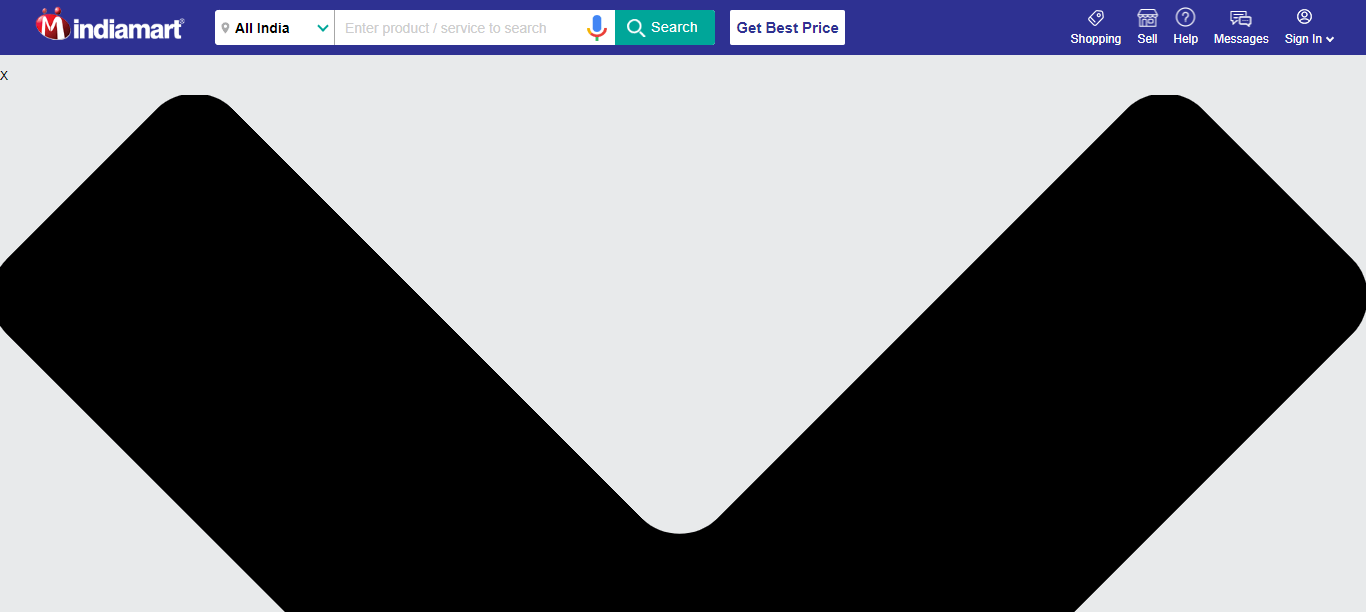 indiamart
All India
Enter product / service to search
Search
Get Best Price
Shopping
Sell
Help
Messages
Sign In
X